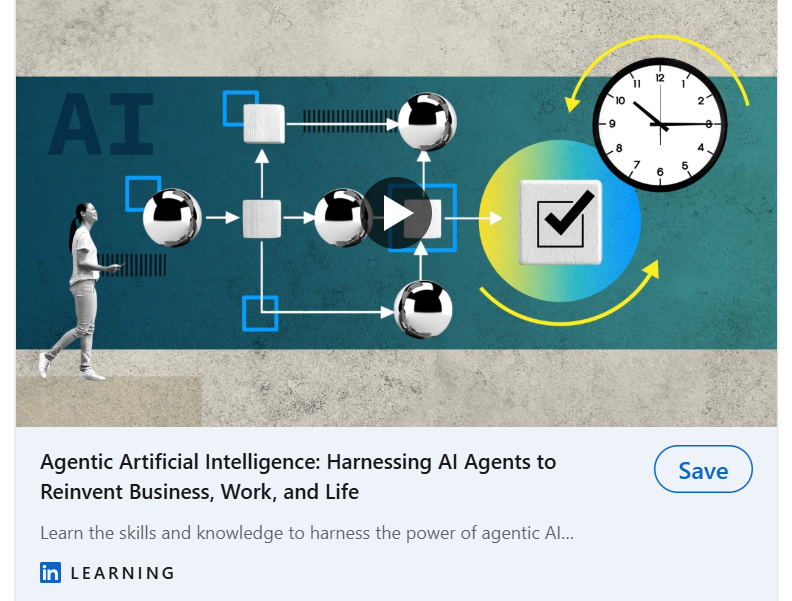 AI
12
1
2
3
4
5
6
7
8
9
10
11
Agentic Artificial Intelligence: Harnessing AI Agents to
Reinvent Business, Work, and Life
Save
Learn the skills and knowledge to harness the power of agentic AI...
in LEARNING